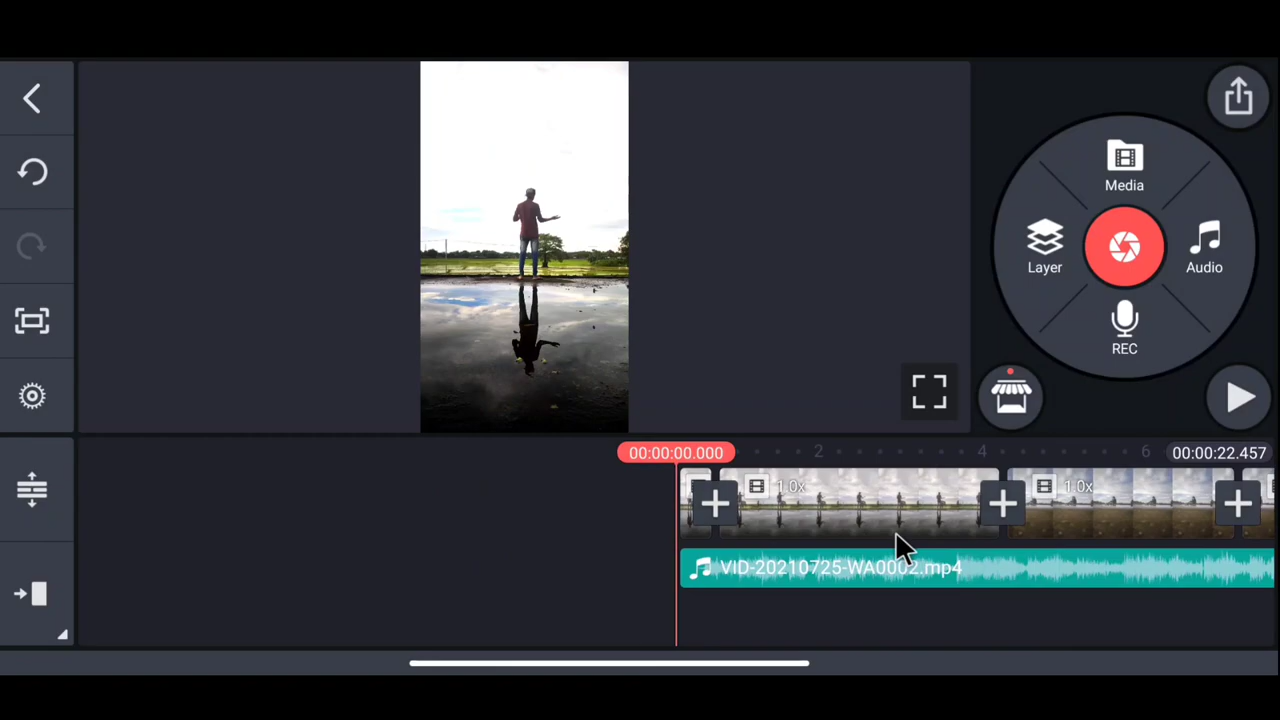 Media
Layer
Audio
REC
00:00:00.000
2
4
6
00:00:22.457
1.0x
1.0x
VID-20210725-WA0002.mp4